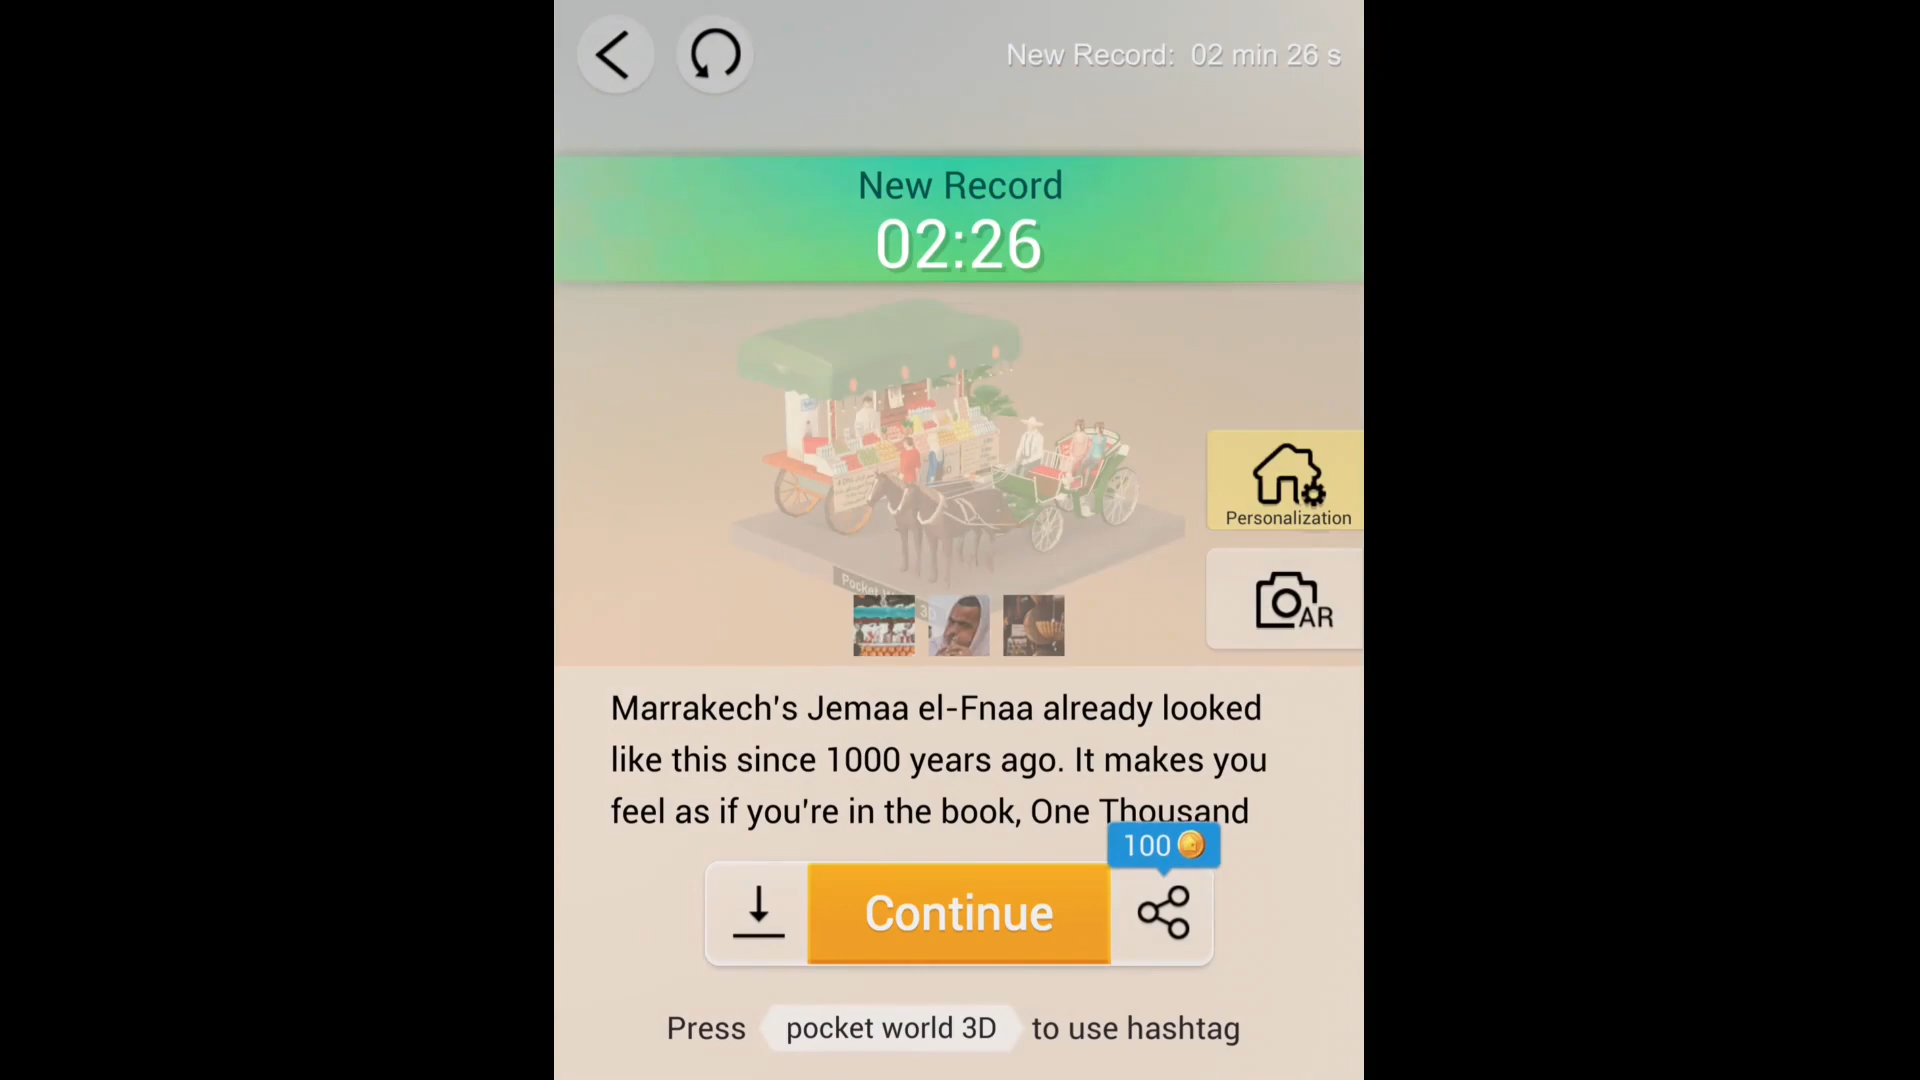 New Record: 02 min 26 s
New Record
02:26
Personalization
AR
Pocket
3D
Marrakech's Jemaa el-Fnaa already looked
like this since 1000 years ago. It makes you
feel as if you're in the book, One Thousand
100
Continue
Press pocket world 3D to use hashtag